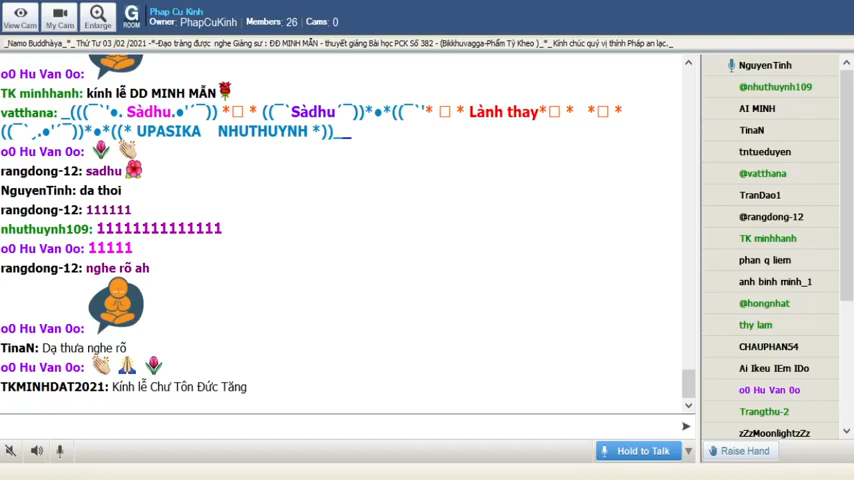 Phap Cu Kinh
Owner: PhapCuKinh Members: 26 Cams: 0
View Cam
My Cam
Enlarge
G
ROOM
_Namo Buddhàya_*_ Thứ Tư 03 /02 /2021 -*-Đạo tràng được nghe Giảng sư : ĐĐ MINH MẪN - thuyết giảng Bài học PCK Số 384 - (Bikkhuvagga-Phẩm Tỳ Kheo )_*_ Kính chúc quý vị thính Pháp an lạc._
o0 Hu Van 0o:
TK minhhanh: kính lễ DD MINH MẪN
vatthana: _(((¯`'●. Sàdhu.●'´¯)) *□ * ((¯`Sàdhu´¯))*●*((¯`'* □ * Lành thay*□ * *□ *
((¯`¸.●'´¯))*●*((* UPASIKA NHUTHUYNH *))__
o0 Hu Van 0o:
rangdong-12: sadhu
NguyenTinh: da thoi
rangdong-12: 111111
nhuthuynh109: 11111111111111
o0 Hu Van 0o: 11111
rangdong-12: nghe rõ ah
o0 Hu Van 0o:
TinaN: Dạ thưa nghe rõ
o0 Hu Van 0o:
TKMINHDAT2021: Kính lễ Chư Tôn Đức Tăng
NguyenTinh
@nhuthuynh109
AI MINH
TinaN
tntueduyen
@vatthana
TranDao1
@rangdong-12
TK minhhanh
phan q liem
anh binh minh_1
@hongnhat
thy lam
CHAUPHAN54
Ai Ikeu IEm IDo
o0 Hu Van 0o
Trangthu-2
zZzMoonlightzZz
Hold to Talk
Raise Hand